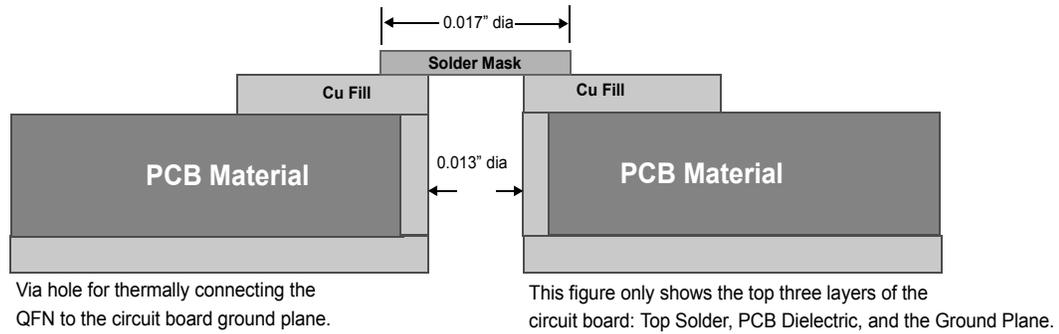 0.017” dia
Solder Mask
Cu Fill
Cu Fill
PCB Material
0.013” dia
PCB Material
Via hole for thermally connecting the
QFN to the circuit board ground plane.
This figure only shows the top three layers of the
circuit board: Top Solder, PCB Dielectric, and the Ground Plane.